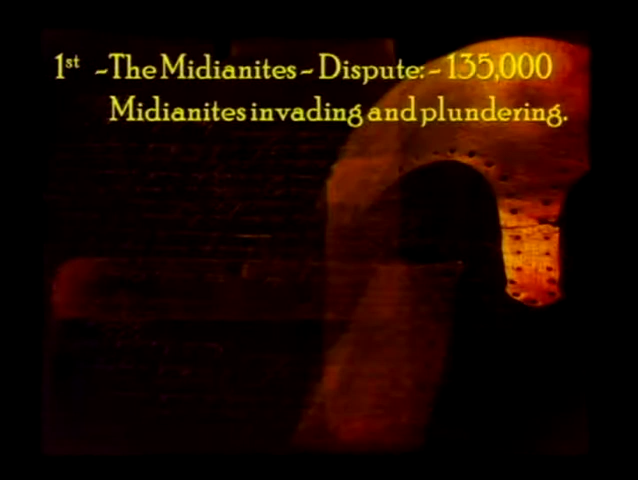 1st -The Midianites - Dispute:- 135,000
Midianites invading and plundering.